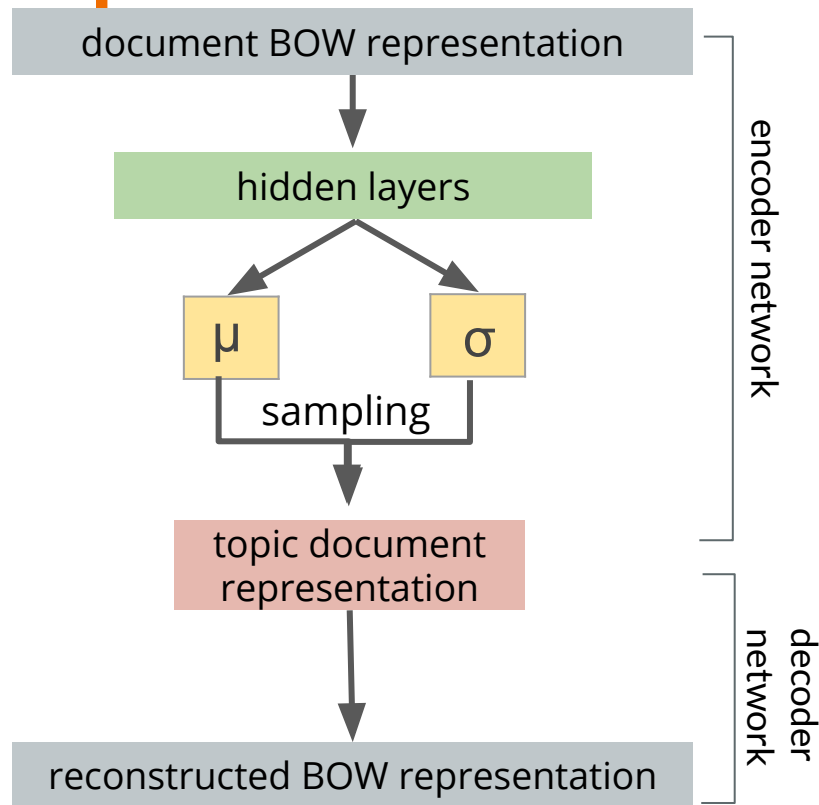 document BOW representation
hidden layers
μ
σ
sampling
topic document
representation
reconstructed BOW representation
encoder network
decoder
network